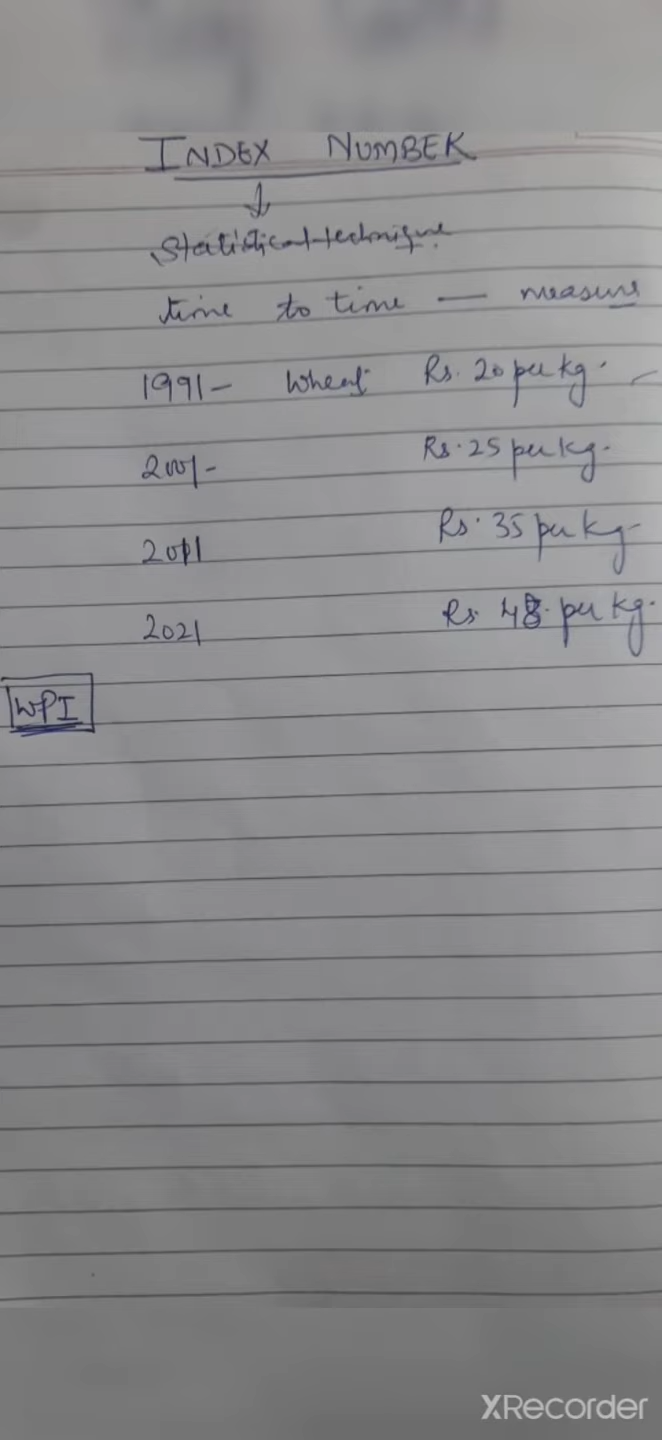 INDEX NUMBER
↓
Statistical technique
time to time — measure
1991 - Wheat Rs. 20 per kg.
2001 - Rs. 25 per kg.
2011 Rs. 35 per kg
2021 Rs. 48 per kg.
WPI
XRecorder